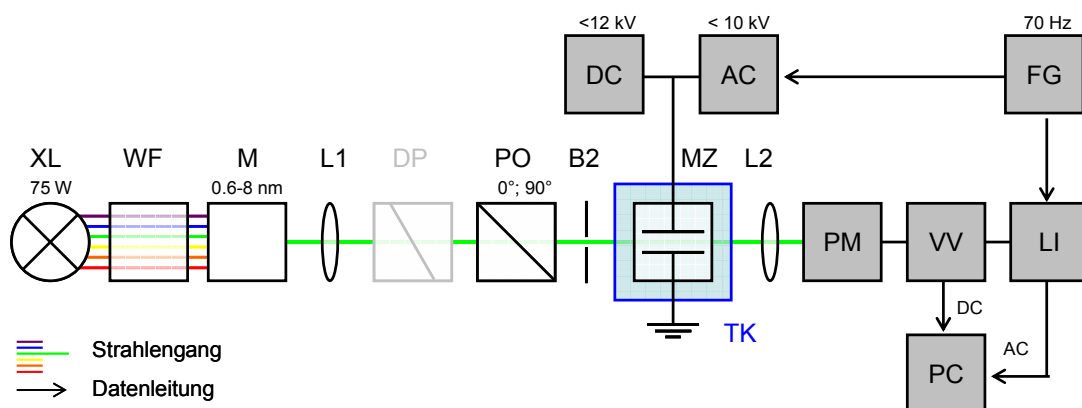 <12 kV
< 10 kV
70 Hz
DC
AC
FG
XL
WF
M
L1
DP
PO
B2
MZ
L2
75 W
0.6-8 nm
0°; 90°
PM
VV
LI
TK
DC
AC
PC
Strahlengang
Datenleitung